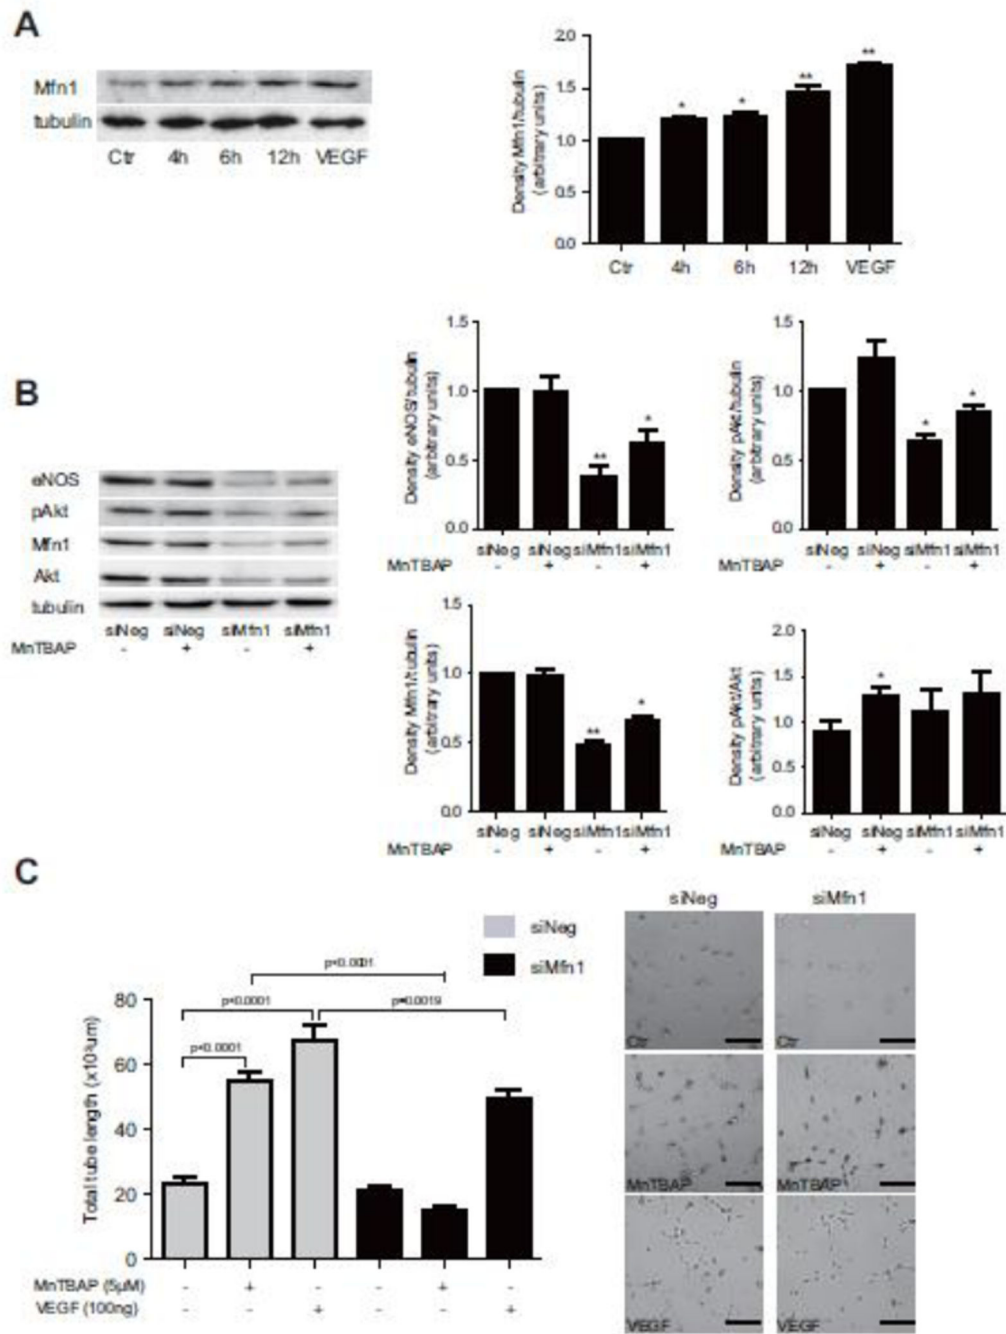 A
Mfn1
tubulin
Ctr 4h 6h 12h VEGF
Density Mfn1/tubulin
(arbitrary units)
2.0
1.5
1.0
0.5
0.0
* * ** **
Ctr 4h 6h 12h VEGF
B
eNOS
pAkt
Mfn1
Akt
tubulin
siNeg siNeg siMfn1 siMfn1
MnTBAP - + - +
Density eNOS/tubulin
(arbitrary units)
1.5
1.0
0.5
0.0
** *
siNeg siNeg siMfn1 siMfn1
MnTBAP - + - +
Density pAkt/tubulin
(arbitrary units)
1.5
1.0
0.5
0.0
* *
siNeg siNeg siMfn1 siMfn1
MnTBAP - + - +
Density Mfn1/tubulin
(arbitrary units)
1.5
1.0
0.5
0.0
** *
siNeg siNeg siMfn1 siMfn1
MnTBAP - + - +
Density pAkt/Akt
(arbitrary units)
2.0
1.5
1.0
0.5
0.0
*
siNeg siNeg siMfn1 siMfn1
MnTBAP - + - +
C
siNeg
siMfn1
p<0.0001
p<0.0001 p=0.0019
p<0.0001
Total tube length (x10³um)
80
60
40
20
0
MnTBAP (5µM) - + - - + -
VEGF (100ng) - - + - - +
siNeg siMfn1
Ctr Ctr
MnTBAP MnTBAP
VEGF VEGF